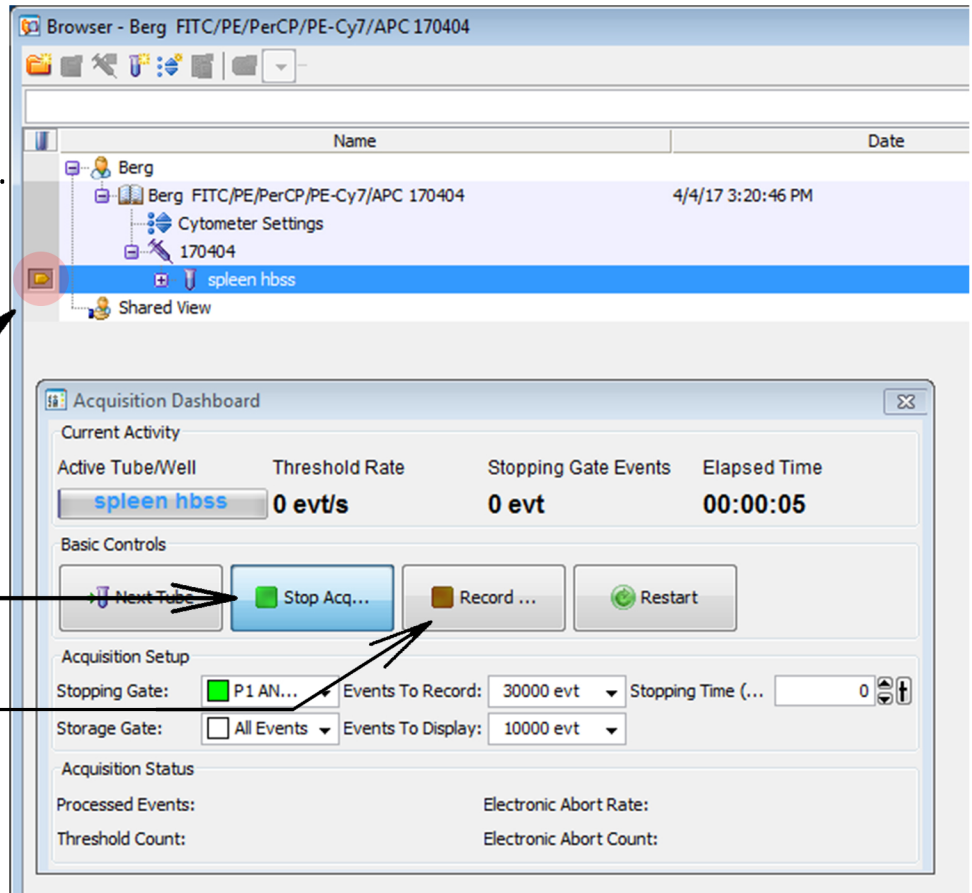 Browser - Berg FITC/PE/PerCP/PE-Cy7/APC 170404
Name Date
Berg
Berg FITC/PE/PerCP/PE-Cy7/APC 170404 4/4/17 3:20:46 PM
Cytometer Settings
170404
spleen hbss
Shared View
.
Acquisition Dashboard
Current Activity
Active Tube/Well Threshold Rate Stopping Gate Events Elapsed Time
spleen hbss 0 evt/s 0 evt 00:00:05
Basic Controls
Next Tube Stop Acq... Record ... Restart
Acquisition Setup
Stopping Gate: P1 AN... Events To Record: 30000 evt Stopping Time (... 0
Storage Gate: All Events Events To Display: 10000 evt
Acquisition Status
Processed Events: Electronic Abort Rate:
Threshold Count: Electronic Abort Count: